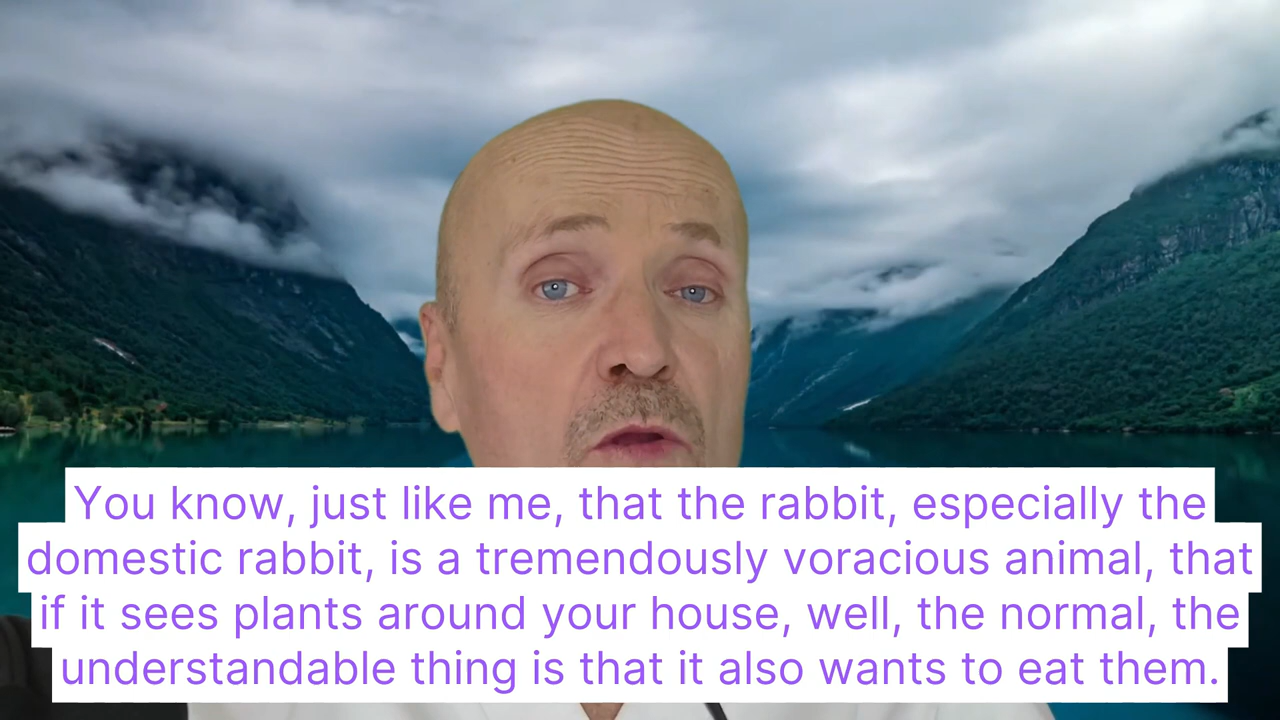 You know, just like me, that the rabbit, especially the
domestic rabbit, is a tremendously voracious animal, that
if it sees plants around your house, well, the normal, the
understandable thing is that it also wants to eat them.